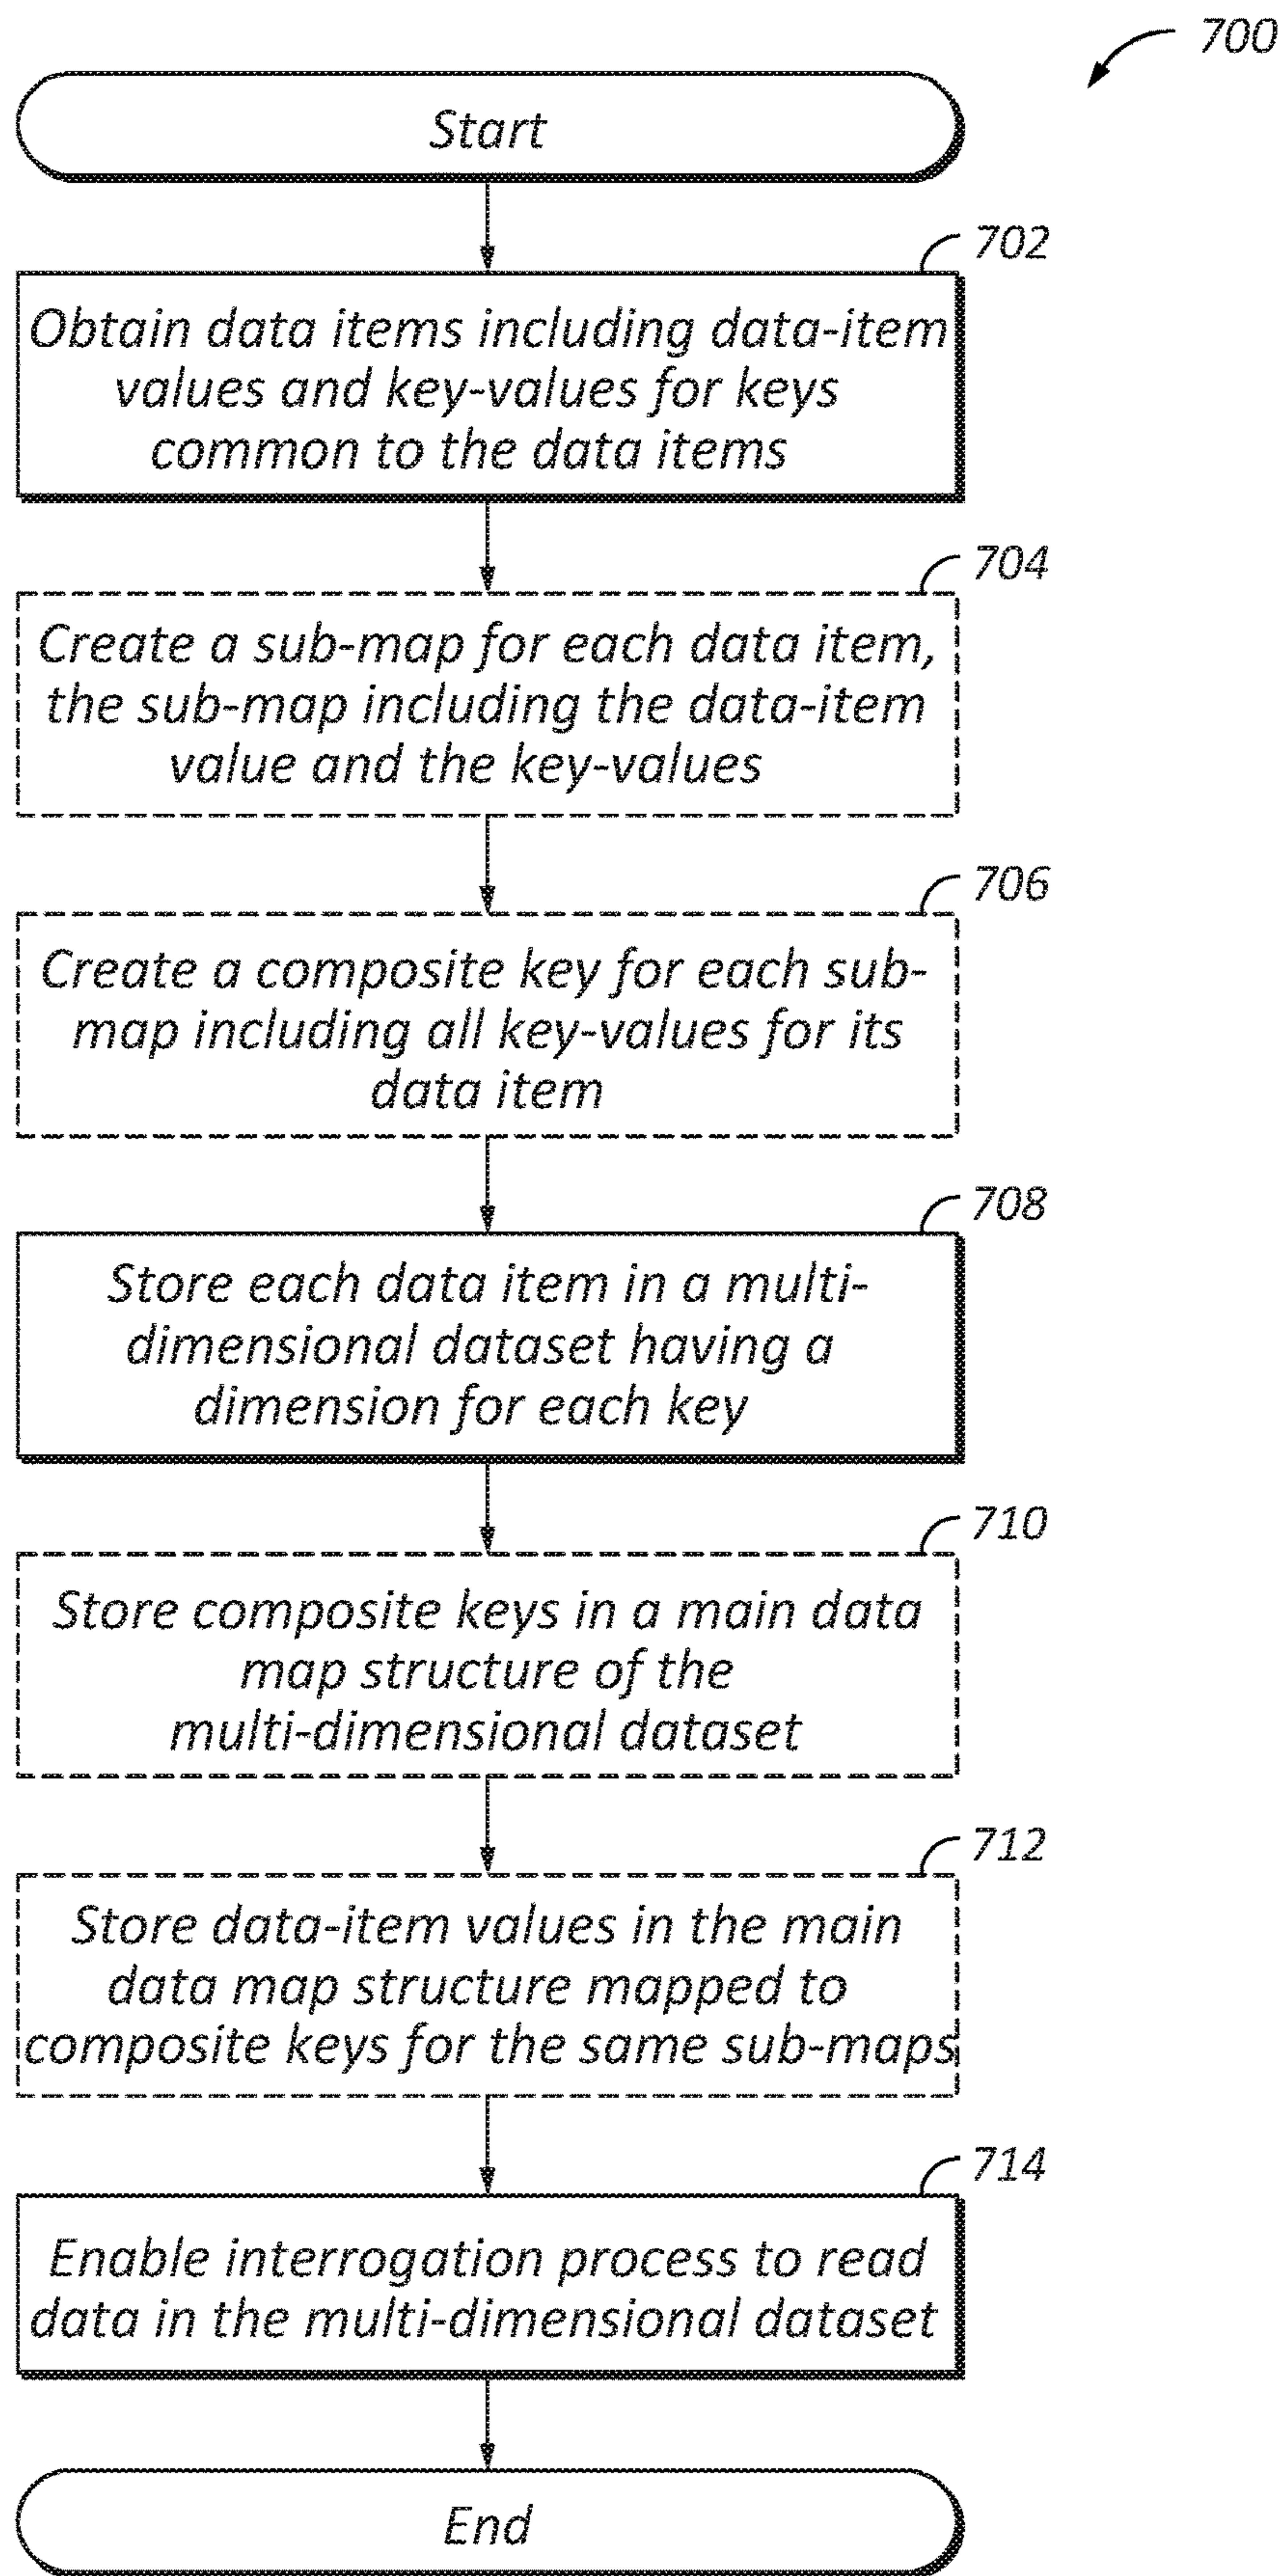 700
Start
702
Obtain data items including data-item
values and key-values for keys
common to the data items
704
Create a sub-map for each data item,
the sub-map including the data-item
value and the key-values
706
Create a composite key for each sub-
map including all key-values for its
data item
708
Store each data item in a multi-
dimensional dataset having a
dimension for each key
710
Store composite keys in a main data
map structure of the
multi-dimensional dataset
712
Store data-item values in the main
data map structure mapped to
composite keys for the same sub-maps
714
Enable interrogation process to read
data in the multi-dimensional dataset
End